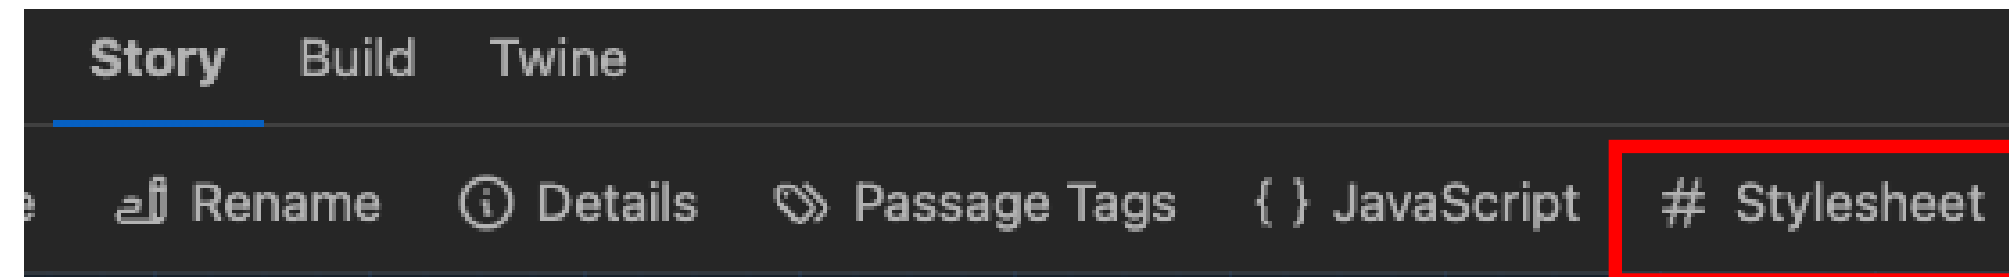 Story Build Twine
e Rename Details Passage Tags { } JavaScript # Stylesheet